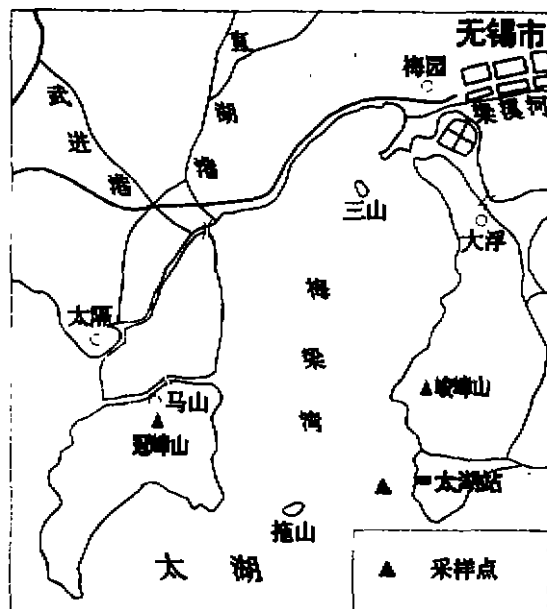 无锡市
梅园
梁溪河
直湖港
武进港
三山
大浮
梅梁湾
太隔
马山
冠嶂山
峻嶂山
太湖站
拖山
太湖
采样点